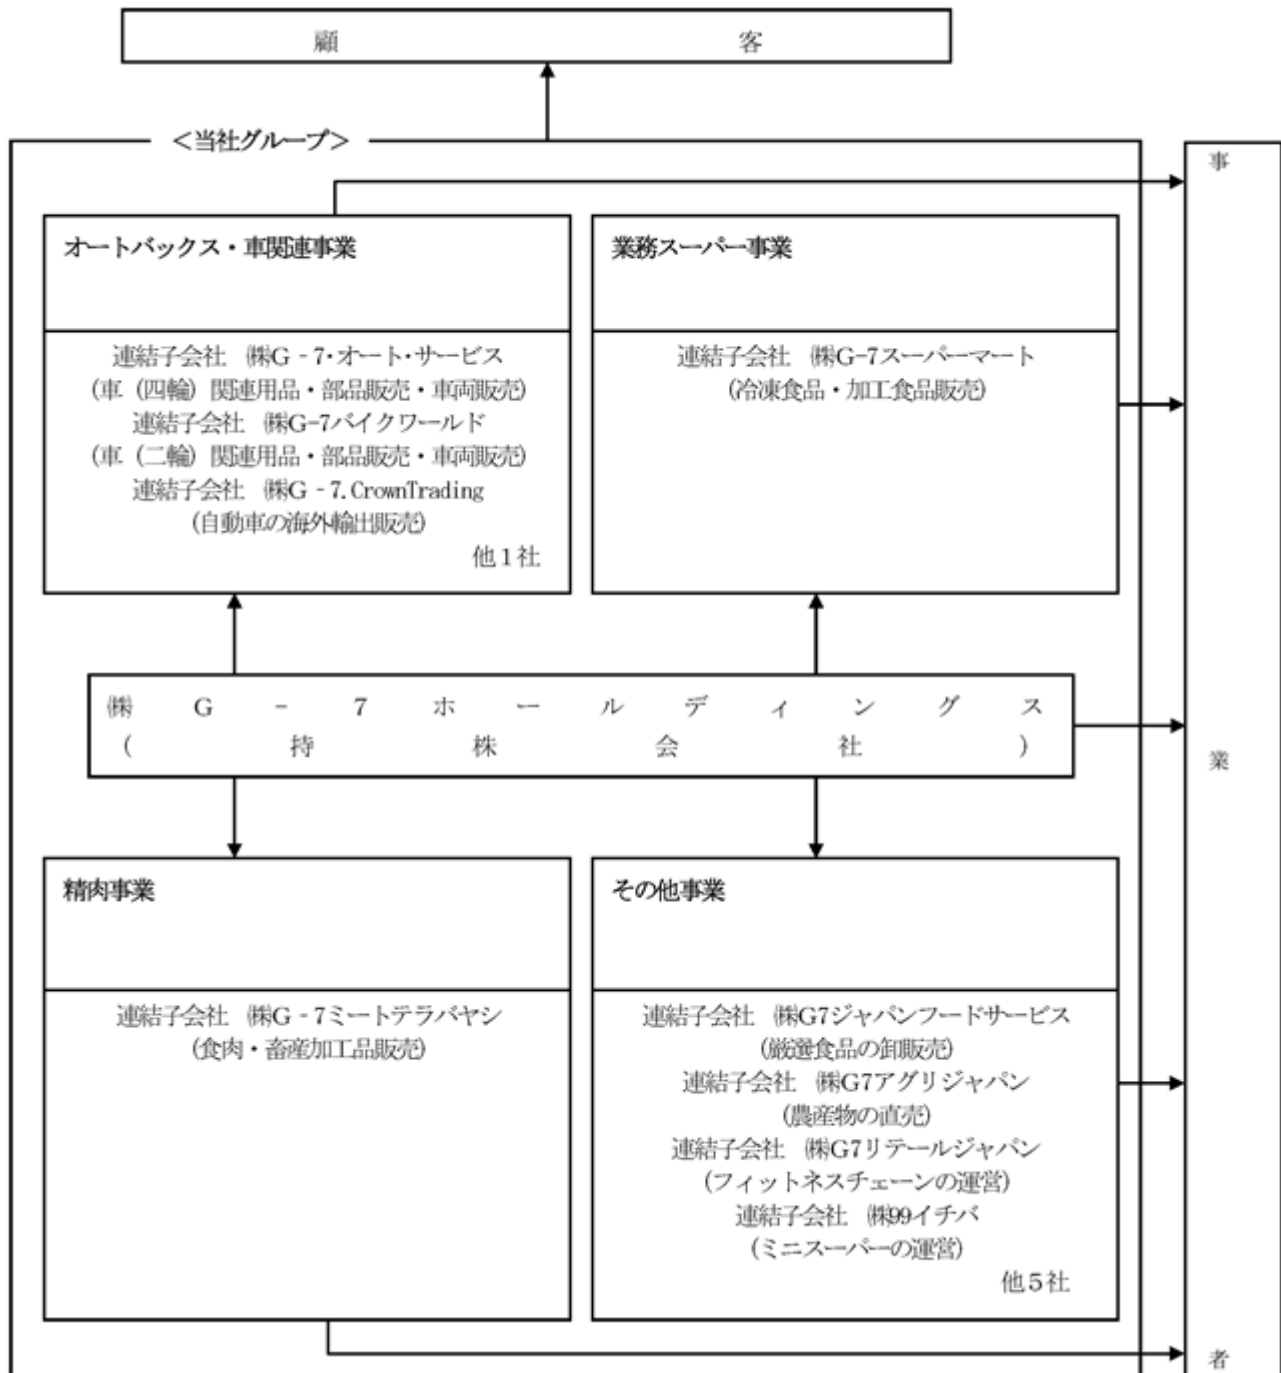 顧客
<当社グループ>
事業者
オートバックス・車関連事業
連結子会社 ㈱G‐7・オート・サービス
(車(四輪)関連用品・部品販売・車両販売)
連結子会社 ㈱G-7バイクワールド
(車(二輪)関連用品・部品販売・車両販売)
連結子会社 ㈱G‐7.CrownTrading
(自動車の海外輸出販売)
他1社
業務スーパー事業
連結子会社 ㈱G-7スーパーマート
(冷凍食品・加工食品販売)
㈱G-7ホールディングス
(持株会社)
精肉事業
連結子会社 ㈱G‐7ミートテラバヤシ
(食肉・畜産加工品販売)
その他事業
連結子会社 ㈱G7ジャパンフードサービス
(厳選食品の卸販売)
連結子会社 ㈱G7アグリジャパン
(農産物の直売)
連結子会社 ㈱G7リテールジャパン
(フィットネスチェーンの運営)
連結子会社 ㈱99イチバ
(ミニスーパーの運営)
他5社